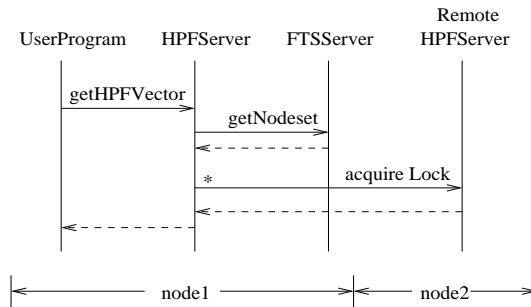 Remote
UserProgram HPFServer FTSServer HPFServer
getHPFVector
getNodeset
* acquire Lock
node1 node2